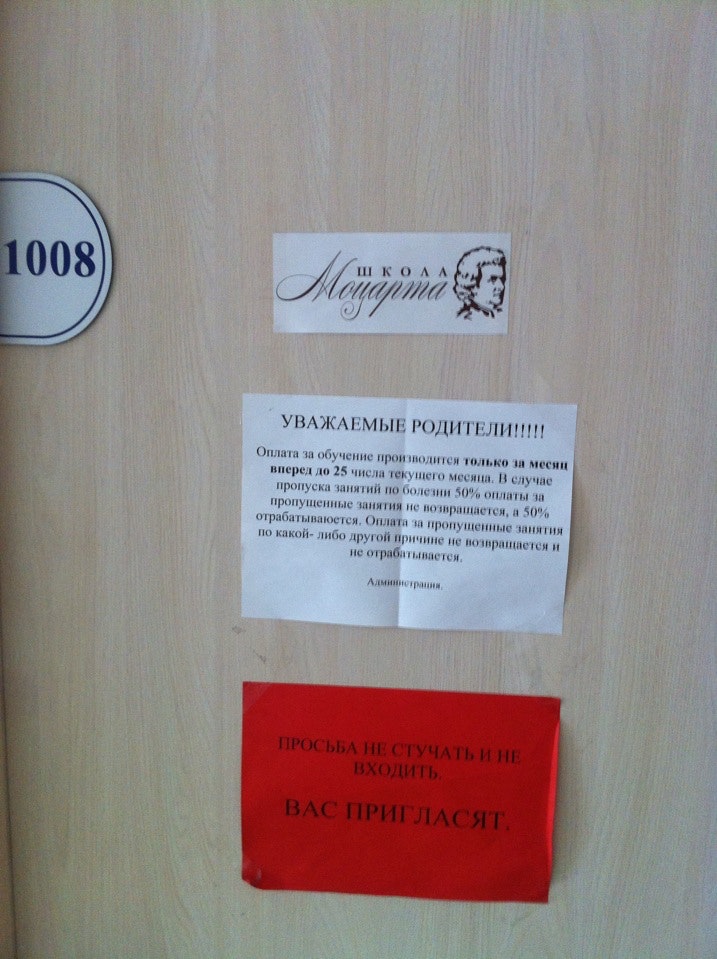 1008
ШКОЛА
Моцарта
УВАЖАЕМЫЕ РОДИТЕЛИ!!!!!
Оплата за обучение производится только за месяц
вперед до 25 числа текущего месяца. В случае
пропуска занятий по болезни 50% оплаты за
пропущенные занятия не возвращается, а 50%
отрабатываюется. Оплата за пропущенные занятия
по какой- либо другой причине не возвращается и
не отрабатывается.
Администрация.
ПРОСЬБА НЕ СТУЧАТЬ И НЕ
ВХОДИТЬ.
ВАС ПРИГЛАСЯТ.